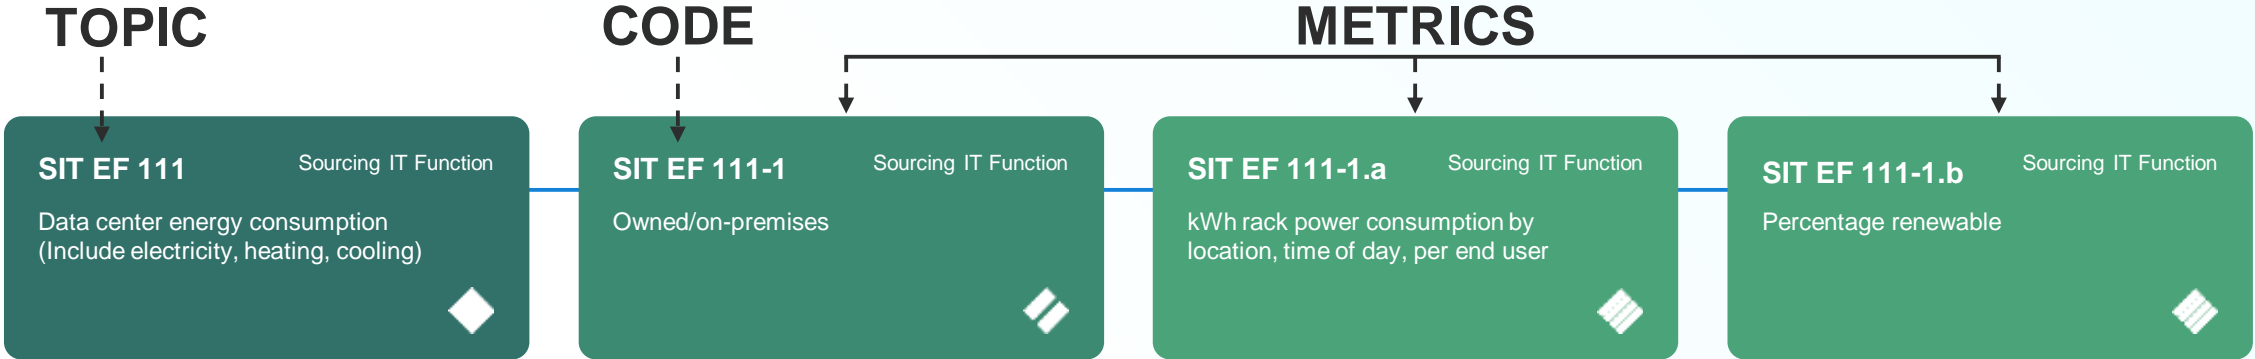 TOPIC
CODE
METRICS
SIT EF 111
Sourcing IT Function
Data center energy consumption
(Include electricity, heating, cooling)
SIT EF 111-1
Sourcing IT Function
Owned/on-premises
SIT EF 111-1.a
Sourcing IT Function
kWh rack power consumption by
location, time of day, per end user
SIT EF 111-1.b
Sourcing IT Function
Percentage renewable